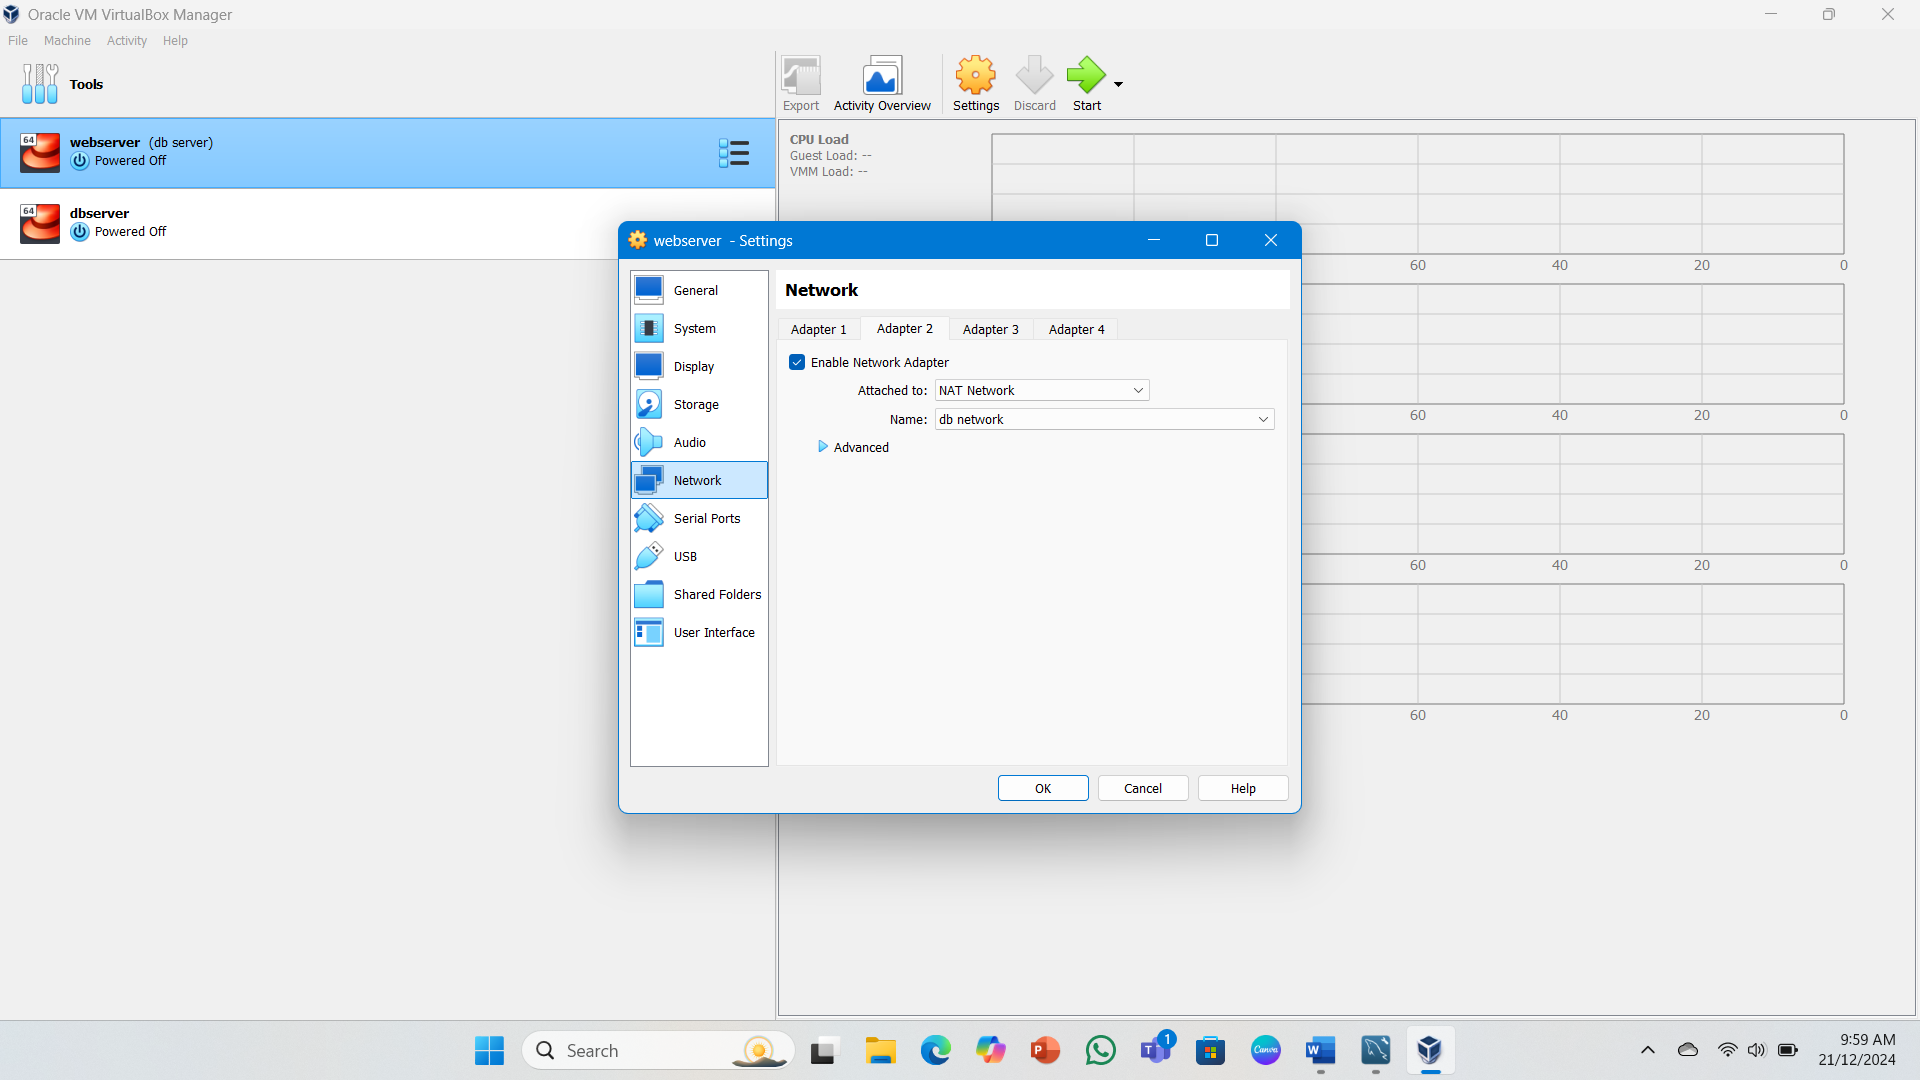 Oracle VM VirtualBox Manager
File Machine Activity Help
Tools
Export Activity Overview Settings Discard Start
64 webserver (db server)
Powered Off
64 dbserver
Powered Off
CPU Load
Guest Load: --
VMM Load: --
60 40 20 0
60 40 20 0
60 40 20 0
60 40 20 0
webserver - Settings
General
System
Display
Storage
Audio
Network
Serial Ports
USB
Shared Folders
User Interface
Network
Adapter 1 Adapter 2 Adapter 3 Adapter 4
Enable Network Adapter
Attached to: NAT Network
Name: db network
Advanced
OK Cancel Help
Search
1
Canva
9:59 AM
21/12/2024